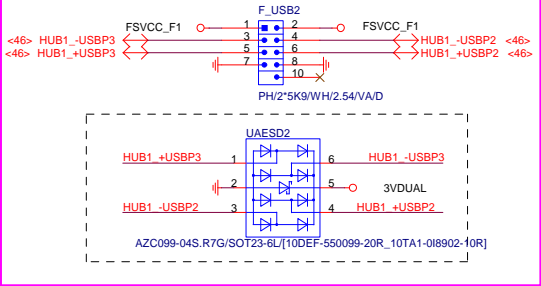 F_USB2
FSVCC_F1 1 2 FSVCC_F1
<46> HUB1_-USBP3 3 4 HUB1_-USBP2 <46>
<46> HUB1_+USBP3 5 6 HUB1_+USBP2 <46>
7 8
10
PH/2*5K9/WH/2.54/VA/D
UAESD2
HUB1_+USBP3 1 6 HUB1_-USBP3
2 5 3VDUAL
HUB1_-USBP2 3 4 HUB1_+USBP2
AZC099-04S.R7G/SOT23-6L/[10DEF-550099-20R_10TA1-0I8902-10R]